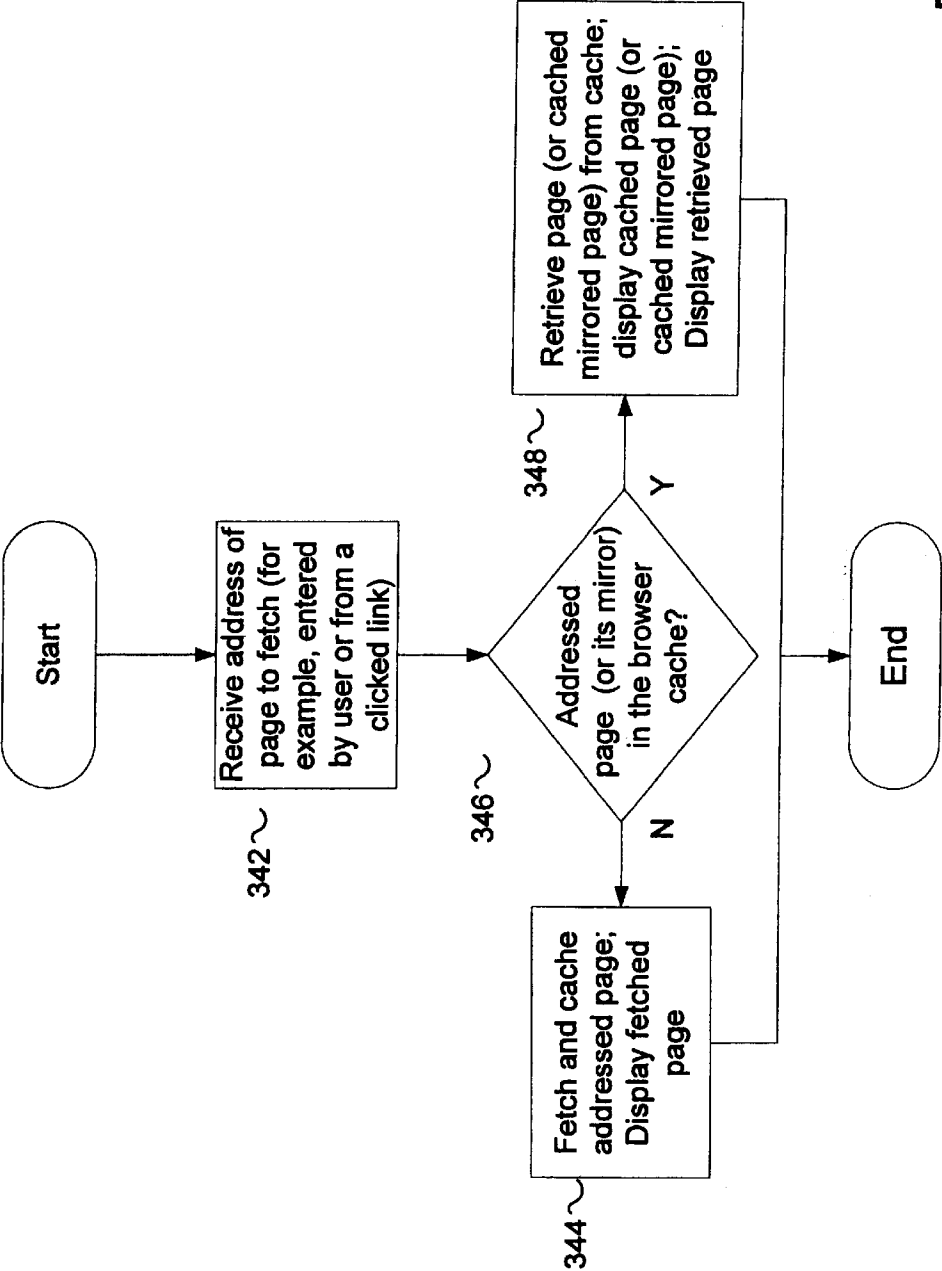 Start
342
Receive address of
page to fetch (for
example, entered
by user or from a
clicked link)
346
Addressed
page (or its mirror)
in the browser
cache?
N
Y
344
Fetch and cache
addressed page;
Display fetched
page
348
Retrieve page (or cached
mirrored page) from cache;
display cached page (or
cached mirrored page);
Display retrieved page
End